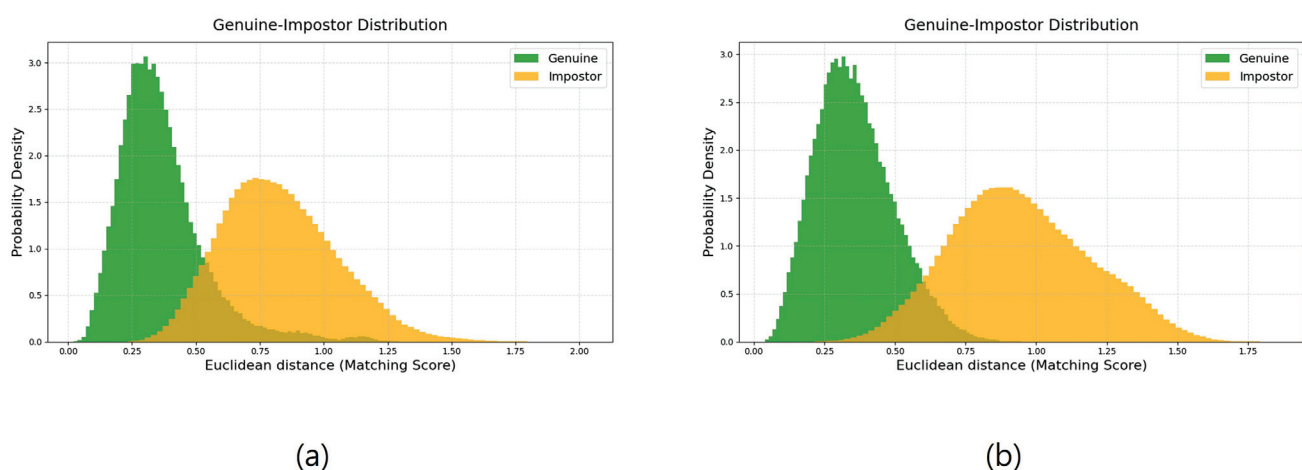 Genuine-Impostor Distribution
Genuine
Impostor
3.0
2.5
2.0
1.5
1.0
0.5
0.0
Probability Density
0.00 0.25 0.50 0.75 1.00 1.25 1.50 1.75 2.00
Euclidean distance (Matching Score)
(a)
Genuine-Impostor Distribution
Genuine
Impostor
3.0
2.5
2.0
1.5
1.0
0.5
0.0
Probability Density
0.00 0.25 0.50 0.75 1.00 1.25 1.50 1.75
Euclidean distance (Matching Score)
(b)